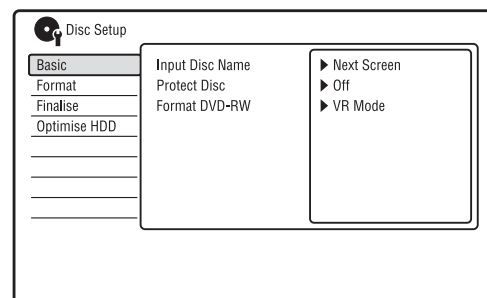 Disc Setup
Basic
Format
Finalise
Optimise HDD
Input Disc Name
Protect Disc
Format DVD-RW
Next Screen
Off
VR Mode